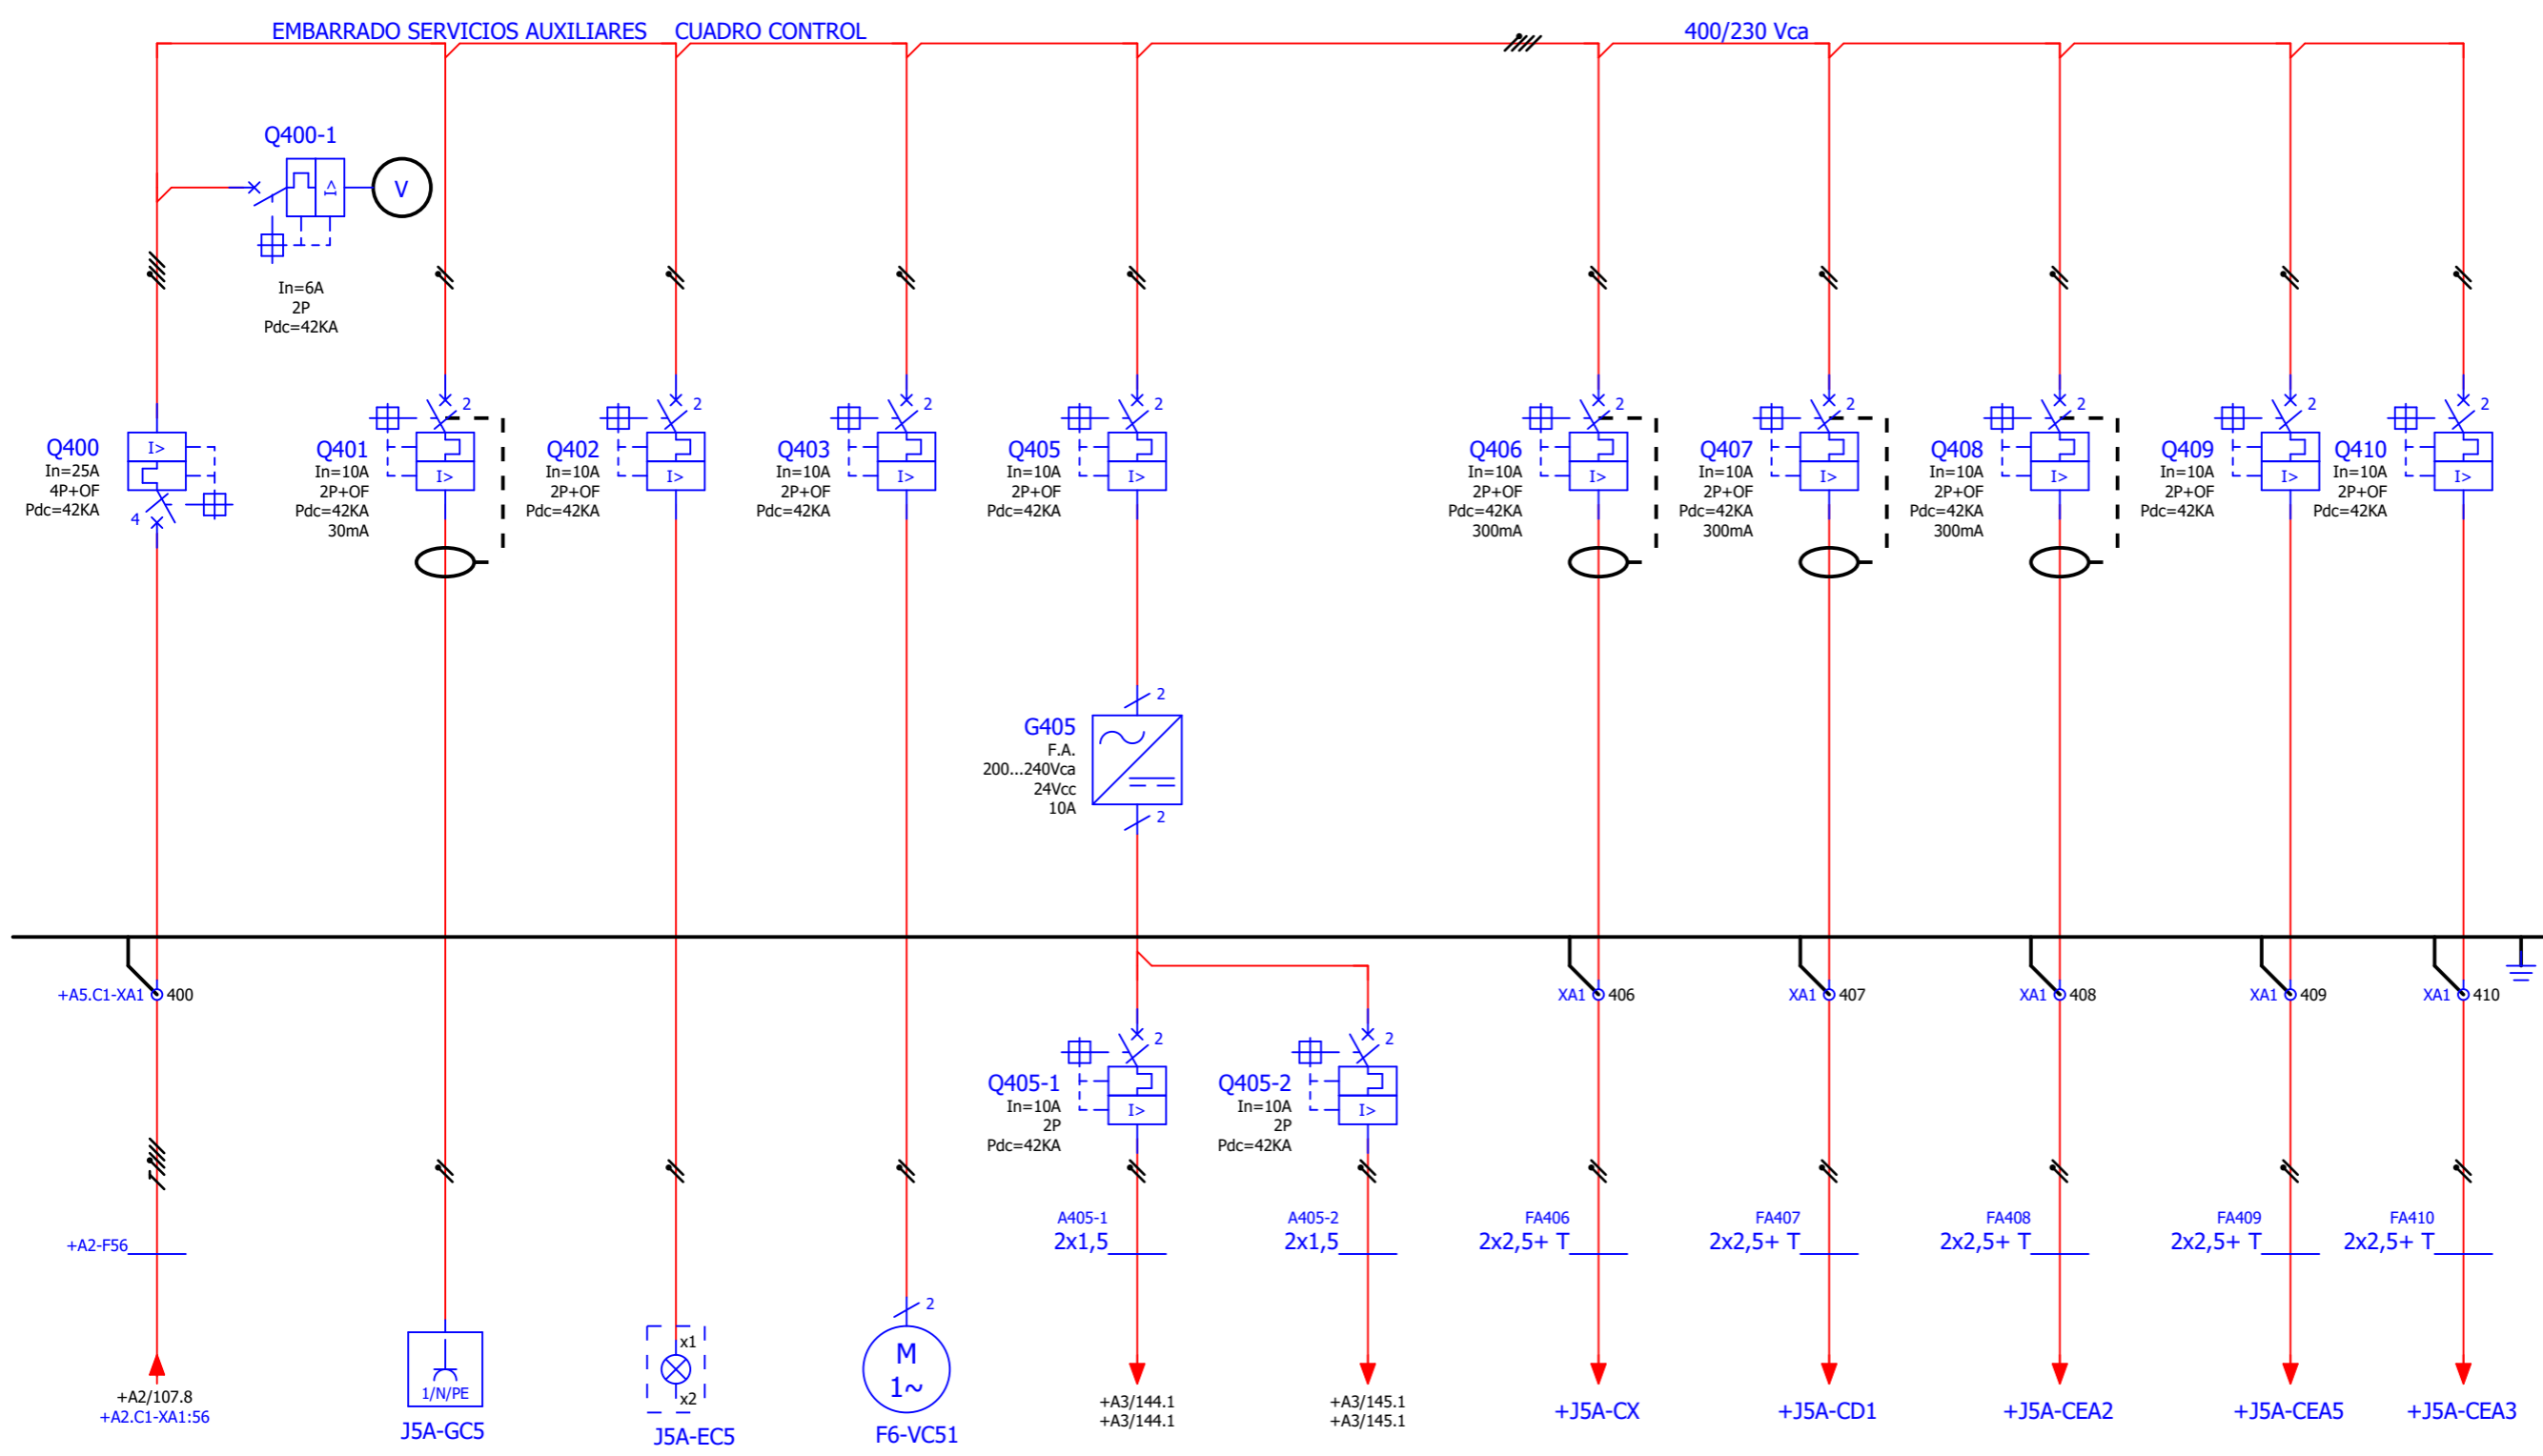 EMBARRADO SERVICIOS AUXILIARES CUADRO CONTROL
400/230 Vca
Q400-1
I>
V
In=6A
2P
Pdc=42KA
Q400
In=25A
4P+OF
Pdc=42KA
I>
4
Q401
In=10A
2P+OF
Pdc=42KA
30mA
2
I>
Q402
In=10A
2P+OF
Pdc=42KA
2
I>
Q403
In=10A
2P+OF
Pdc=42KA
2
I>
Q405
In=10A
2P+OF
Pdc=42KA
2
I>
Q406
In=10A
2P+OF
Pdc=42KA
300mA
2
I>
Q407
In=10A
2P+OF
Pdc=42KA
300mA
2
I>
Q408
In=10A
2P+OF
Pdc=42KA
300mA
2
I>
Q409
In=10A
2P+OF
Pdc=42KA
2
I>
Q410
In=10A
2P+OF
Pdc=42KA
2
I>
2
G405
F.A.
200...240Vca
24Vcc
10A
2
+A5.C1-XA1 400
XA1 406
XA1 407
XA1 408
XA1 409
XA1 410
Q405-1
In=10A
2P
Pdc=42KA
2
I>
Q405-2
In=10A
2P
Pdc=42KA
2
I>
+A2-F56
A405-1
2x1,5
A405-2
2x1,5
FA406
2x2,5+ T
FA407
2x2,5+ T
FA408
2x2,5+ T
FA409
2x2,5+ T
FA410
2x2,5+ T
+A2/107.8
+A2.C1-XA1:56
1/N/PE
J5A-GC5
x1
x2
J5A-EC5
2
M
1~
F6-VC51
+A3/144.1
+A3/144.1
+A3/145.1
+A3/145.1
+J5A-CX
+J5A-CD1
+J5A-CEA2
+J5A-CEA5
+J5A-CEA3